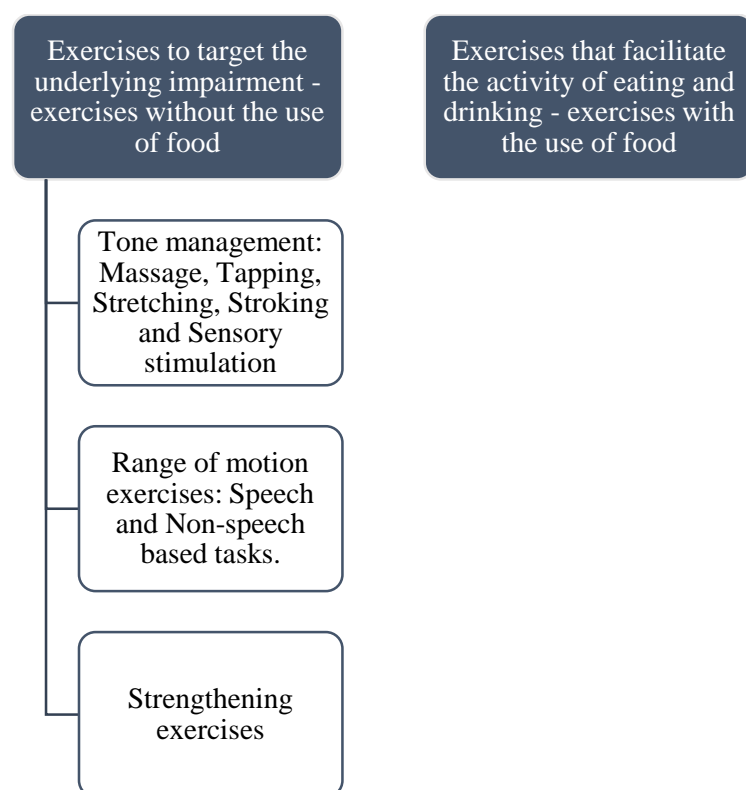 Exercises to target the
underlying impairment -
exercises without the use
of food
Exercises that facilitate
the activity of eating and
drinking - exercises with
the use of food
Tone management:
Massage, Tapping,
Stretching, Stroking
and Sensory
stimulation
Range of motion
exercises: Speech
and Non-speech
based tasks.
Strengthening
exercises